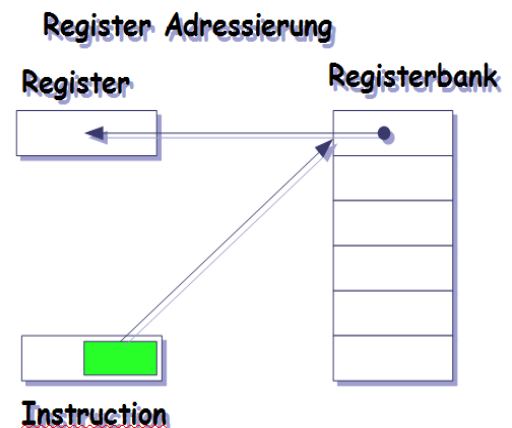 Register Adressierung
Register
Registerbank
Instruction